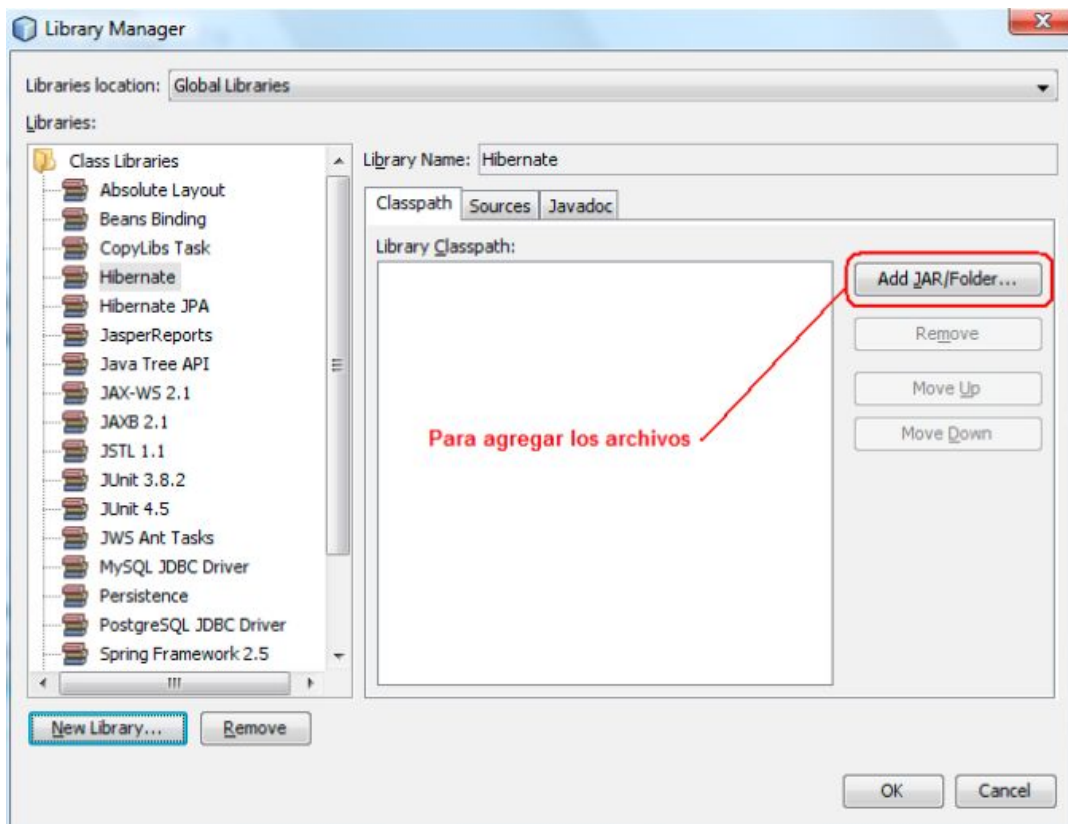 Library Manager
Libraries location: Global Libraries
Libraries:
Class Libraries
Absolute Layout
Beans Binding
CopyLibs Task
Hibernate
Hibernate JPA
JasperReports
Java Tree API
JAX-WS 2.1
JAXB 2.1
JSTL 1.1
JUnit 3.8.2
JUnit 4.5
JWS Ant Tasks
MySQL JDBC Driver
Persistence
PostgreSQL JDBC Driver
Spring Framework 2.5
New Library...
Remove
Library Name: Hibernate
Classpath Sources Javadoc
Library Classpath:
Add JAR/Folder...
Remove
Move Up
Move Down
Para agregar los archivos
OK Cancel